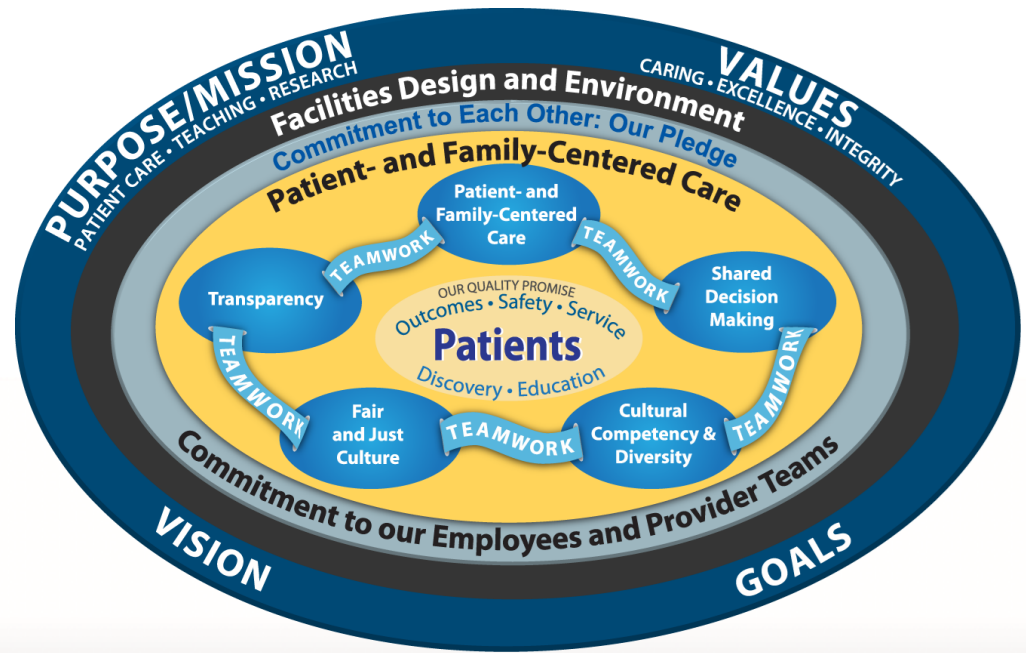 PURPOSE/MISSION
PATIENT CARE • TEACHING • RESEARCH
VALUES
CARING • EXCELLENCE • INTEGRITY
Facilities Design and Environment
Commitment to Each Other: Our Pledge
Patient- and Family-Centered Care
Patient- and
Family-Centered
Care
TEAMWORK
TEAMWORK
Transparency
Shared
Decision
Making
OUR QUALITY PROMISE
Outcomes • Safety • Service
Patients
Discovery • Education
TEAMWORK
TEAMWORK
Fair
and Just
Culture
TEAMWORK
Cultural
Competency &
Diversity
Commitment to our Employees and Provider Teams
VISION
GOALS